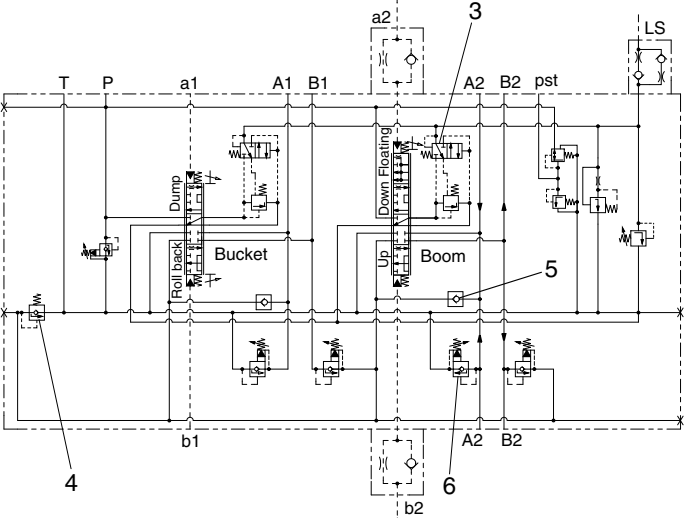 a2
3
LS
T P a1 A1 B1 A2 B2 pst
Dump
Down Floating
Roll back
Bucket
Up
Boom
5
b1
A2 B2
4
6
b2